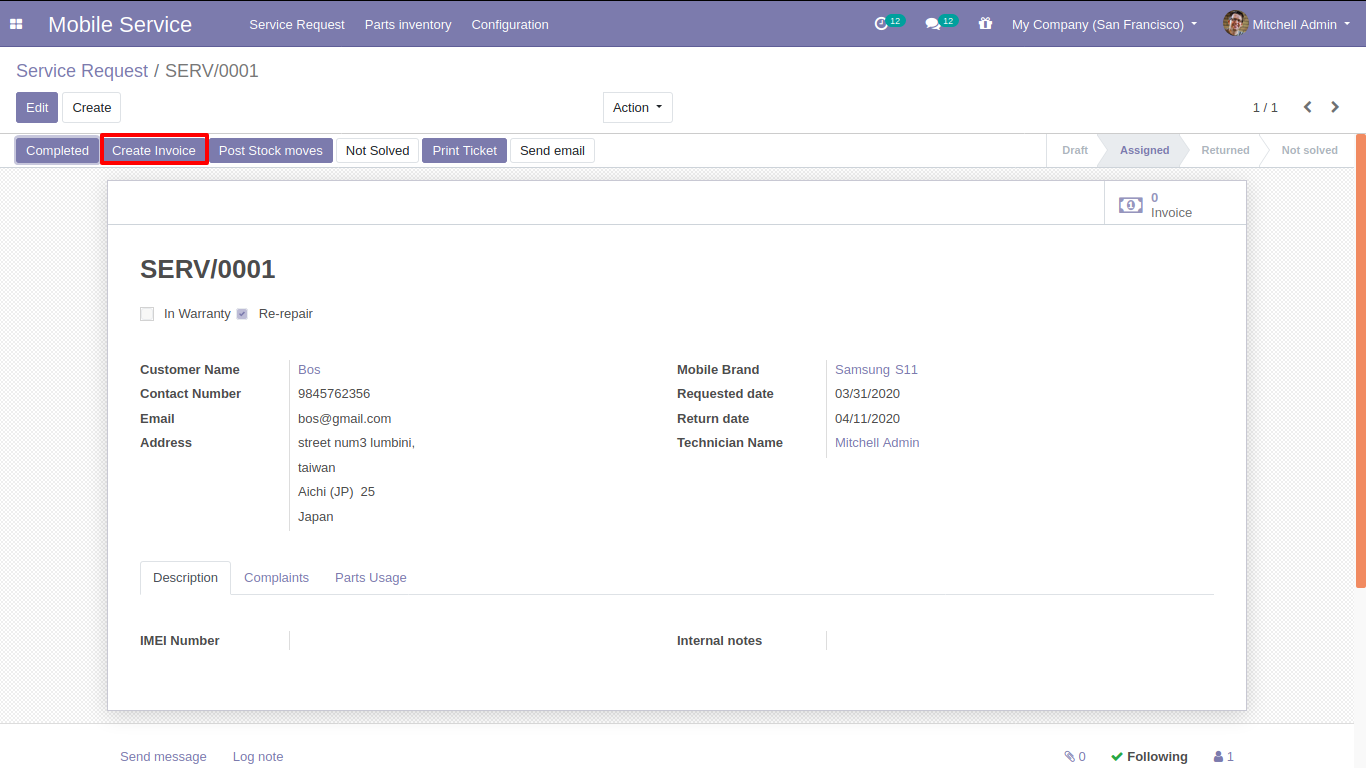 Mobile Service Service Request Parts inventory Configuration 12 12 My Company (San Francisco) Mitchell Admin
Service Request / SERV/0001
Edit Create Action 1 / 1
Completed Create Invoice Post Stock moves Not Solved Print Ticket Send email Draft Assigned Returned Not solved
1 0
Invoice
SERV/0001
In Warranty Re-repair
Customer Name Bos Mobile Brand Samsung S11
Contact Number 9845762356 Requested date 03/31/2020
Email bos@gmail.com Return date 04/11/2020
Address street num3 lumbini, Technician Name Mitchell Admin
taiwan
Aichi (JP) 25
Japan
Description Complaints Parts Usage
IMEI Number Internal notes
Send message Log note 0 Following 1